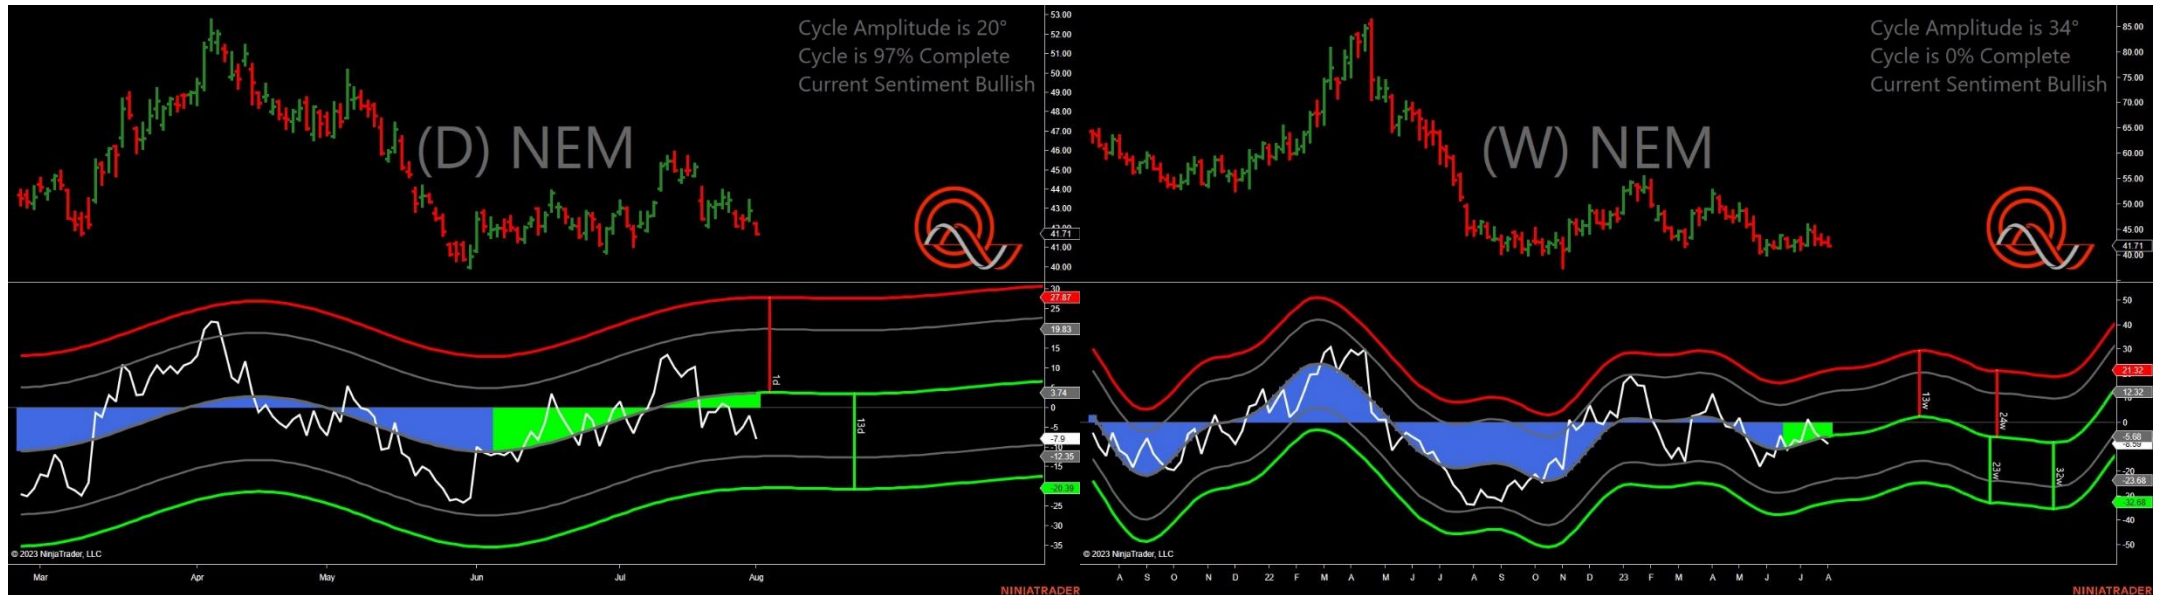 Cycle Amplitude is 20°
Cycle is 97% Complete
Current Sentiment Bullish
(D) NEM
53.00
52.00
51.00
50.00
49.00
48.00
47.00
46.00
45.00
44.00
43.00
41.71
41.00
40.00
30
27.87
25
19.83
15
10
3.74
0
-5
-7.9
-10
-12.35
-15
-20.39
-25
-30
-35
1d
13d
© 2023 NinjaTrader, LLC
Mar Apr May Jun Jul Aug
NINJATRADER
Cycle Amplitude is 34°
Cycle is 0% Complete
Current Sentiment Bullish
(W) NEM
85.00
80.00
75.00
70.00
65.00
60.00
55.00
50.00
45.00
41.71
40.00
50
40
30
21.32
12.32
0
-5.68
-20
-23.68
-32.68
-40
-50
13w
24w
23w
32w
© 2023 NinjaTrader, LLC
A S O N D 22 F M A M J J A S O N D 23 F M A M J J A
NINJATRADER